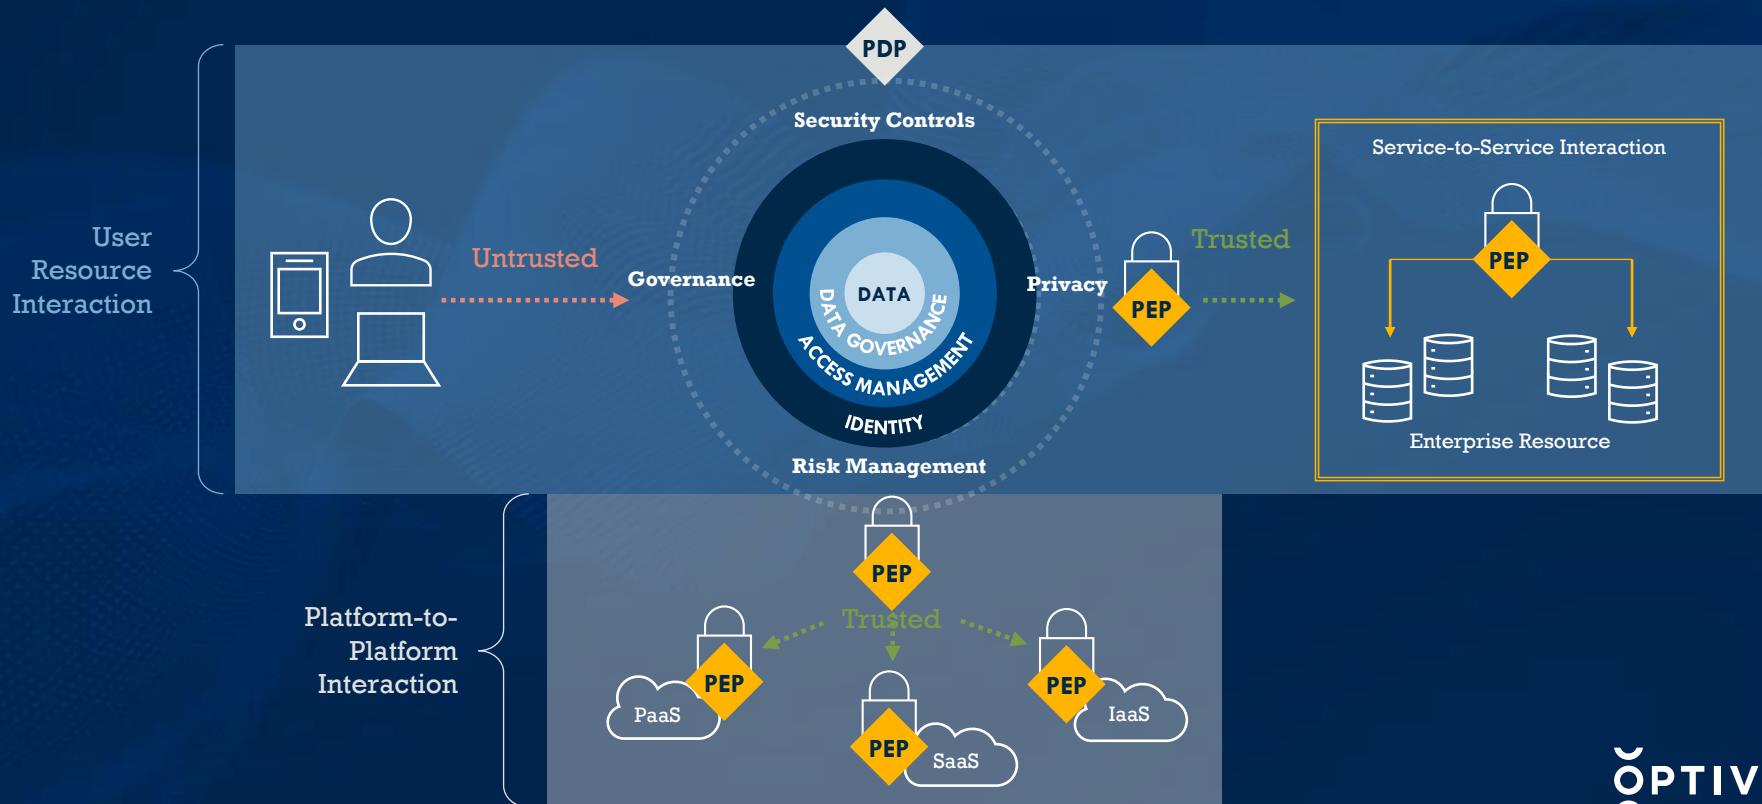 PDP
Security Controls
User
Resource
Interaction
Untrusted
Governance
DATA
DATA GOVERNANCE
ACCESS MANAGEMENT
IDENTITY
Privacy
Risk Management
PEP
Trusted
Service-to-Service Interaction
PEP
Enterprise Resource
Platform-to-
Platform
Interaction
PEP
Trusted
PEP
PaaS
PEP
SaaS
PEP
IaaS
OPTIV